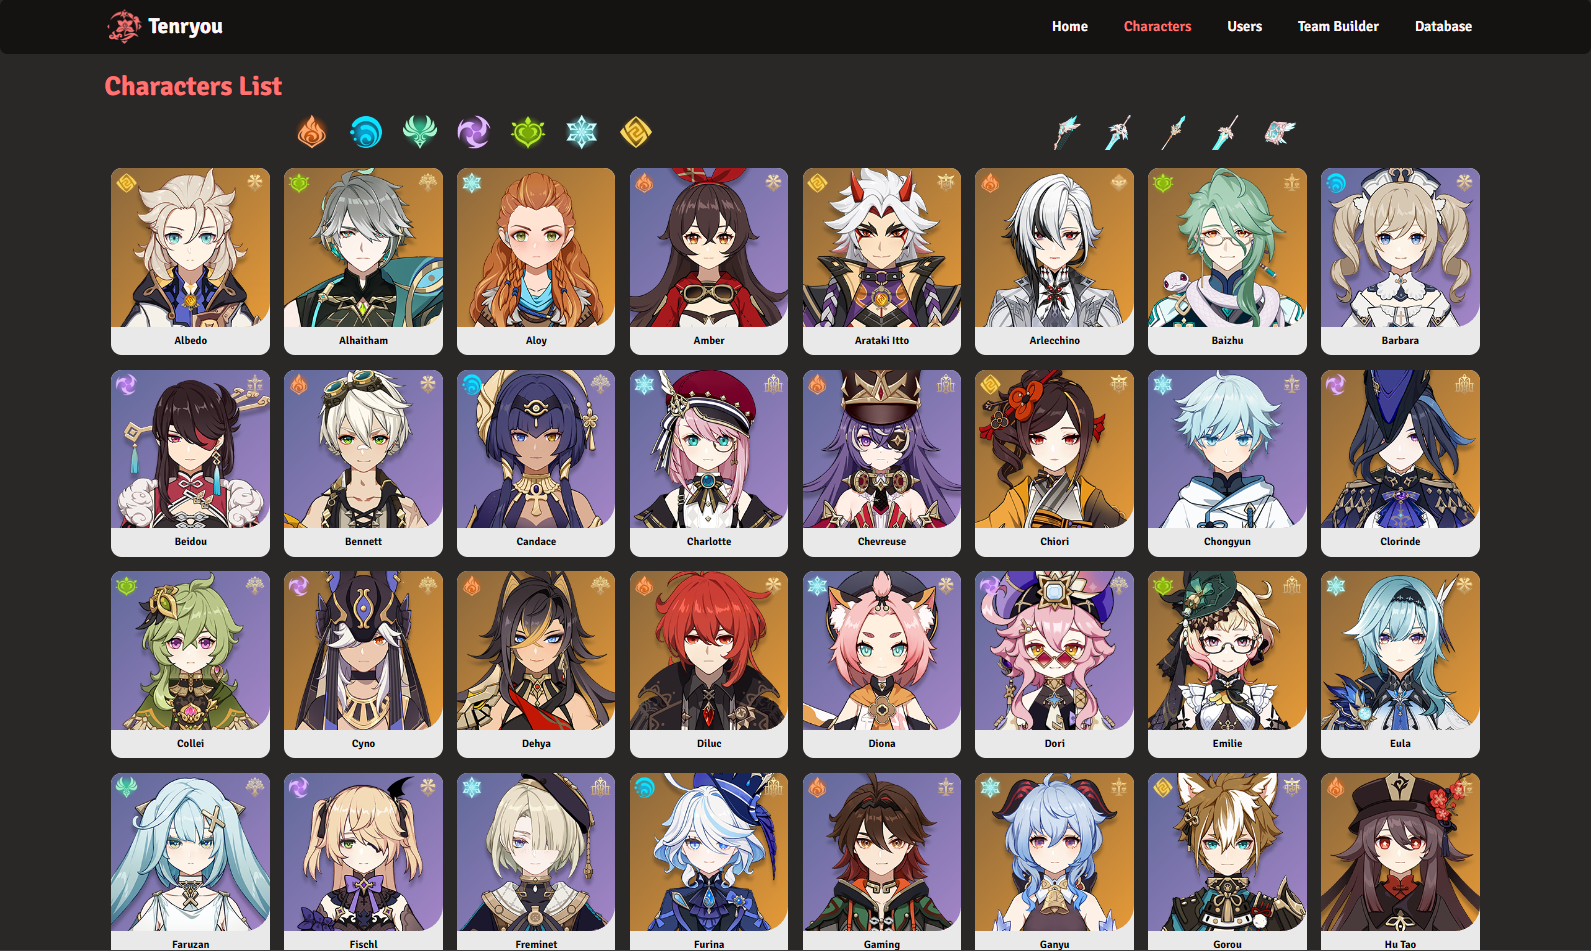 Tenryou
Home Characters Users Team Builder Database
Characters List
Albedo Alhaitham Aloy Amber Arataki Itto Arlecchino Baizhu Barbara
Beidou Bennett Candace Charlotte Chevreuse Chiori Chongyun Clorinde
Collei Cyno Dehya Diluc Diona Dori Emilie Eula
Faruzan Fischl Freminet Furina Gaming Ganyu Gorou Hu Tao